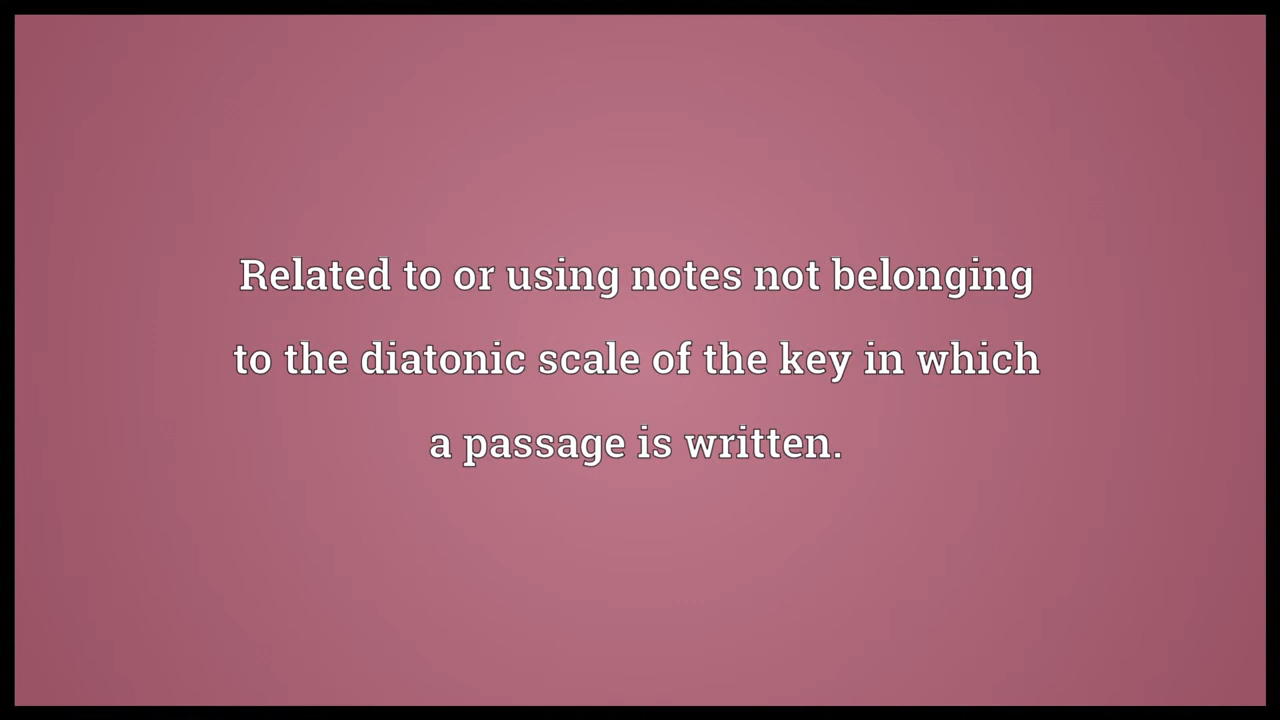 Related to or using notes not belonging
to the diatonic scale of the key in which
a passage is written.